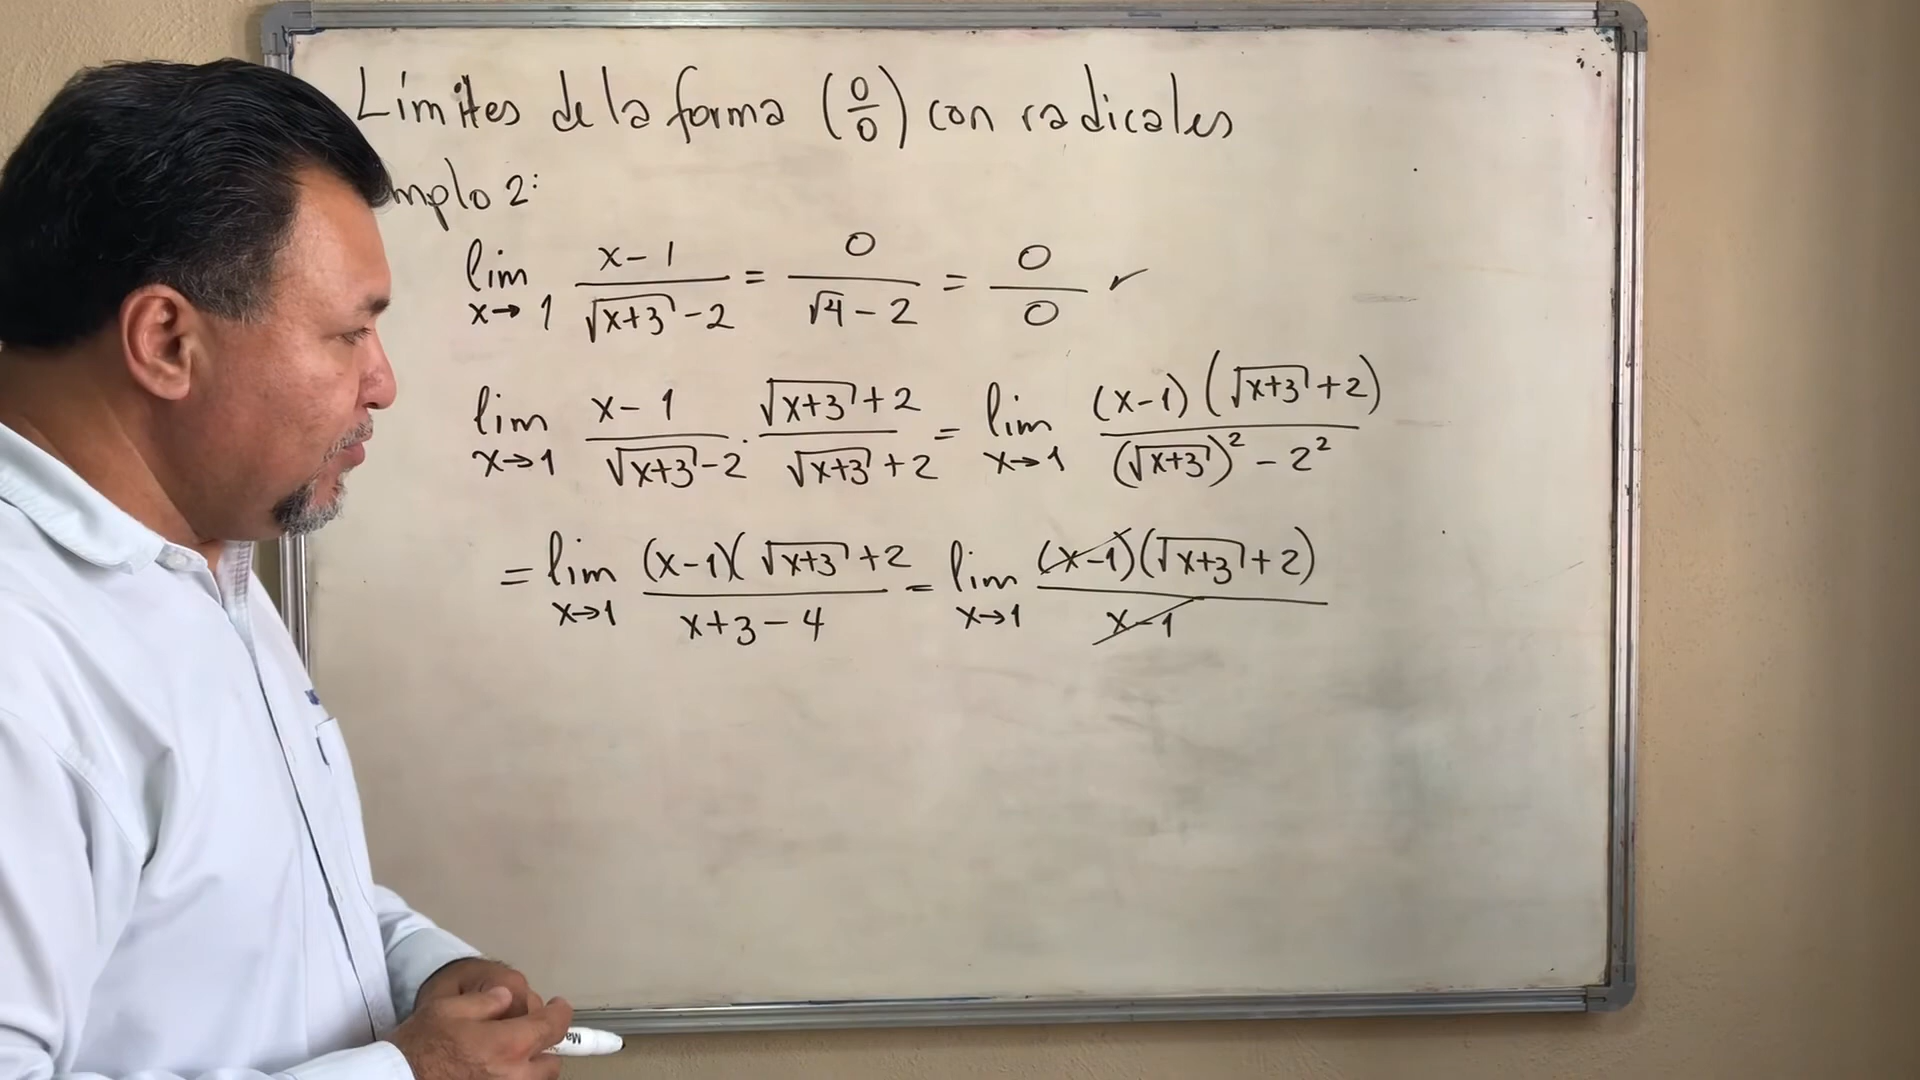 Límites de la forma (0/0) con radicales
mplo 2:
lim x→1 (x-1)/(√(x+3) - 2) = 0/(√4 - 2) = 0/0 ✓
lim x→1 (x-1)/(√(x+3) - 2) · (√(x+3) + 2)/(√(x+3) + 2) = lim x→1 ((x-1)(√(x+3) + 2))/((√(x+3))² - 2²)
= lim x→1 ((x-1)(√(x+3) + 2)/(x+3-4) = lim x→1 ((x-1)(√(x+3) + 2))/(x-1)
Ma